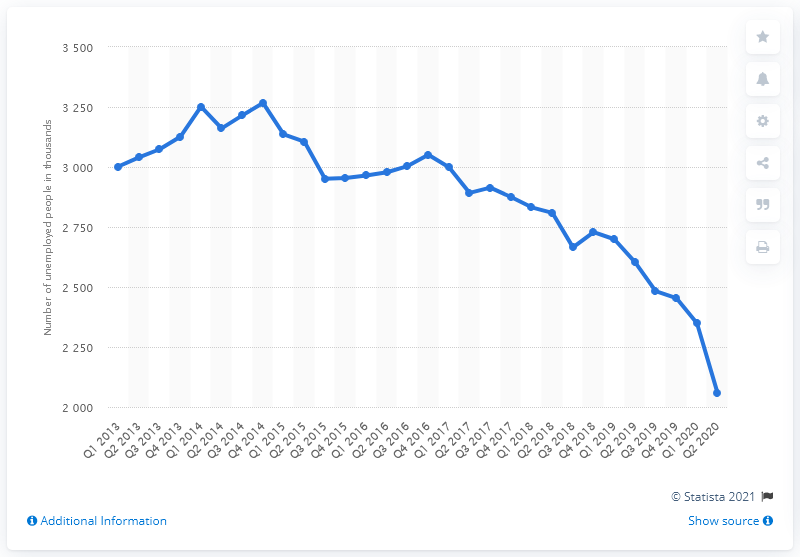 3 500
3 250
3 000
2 750
2 500
2 250
2 000
Number of unemployed people in thousands
Q1 2013
Q2 2013
Q3 2013
Q4 2013
Q1 2014
Q2 2014
Q3 2014
Q4 2014
Q1 2015
Q2 2015
Q3 2015
Q4 2015
Q1 2016
Q2 2016
Q3 2016
Q4 2016
Q1 2017
Q2 2017
Q3 2017
Q4 2017
Q1 2018
Q2 2018
Q3 2018
Q4 2018
Q1 2019
Q2 2019
Q3 2019
Q4 2019
Q1 2020
Q2 2020
© Statista 2021
Additional Information
Show source